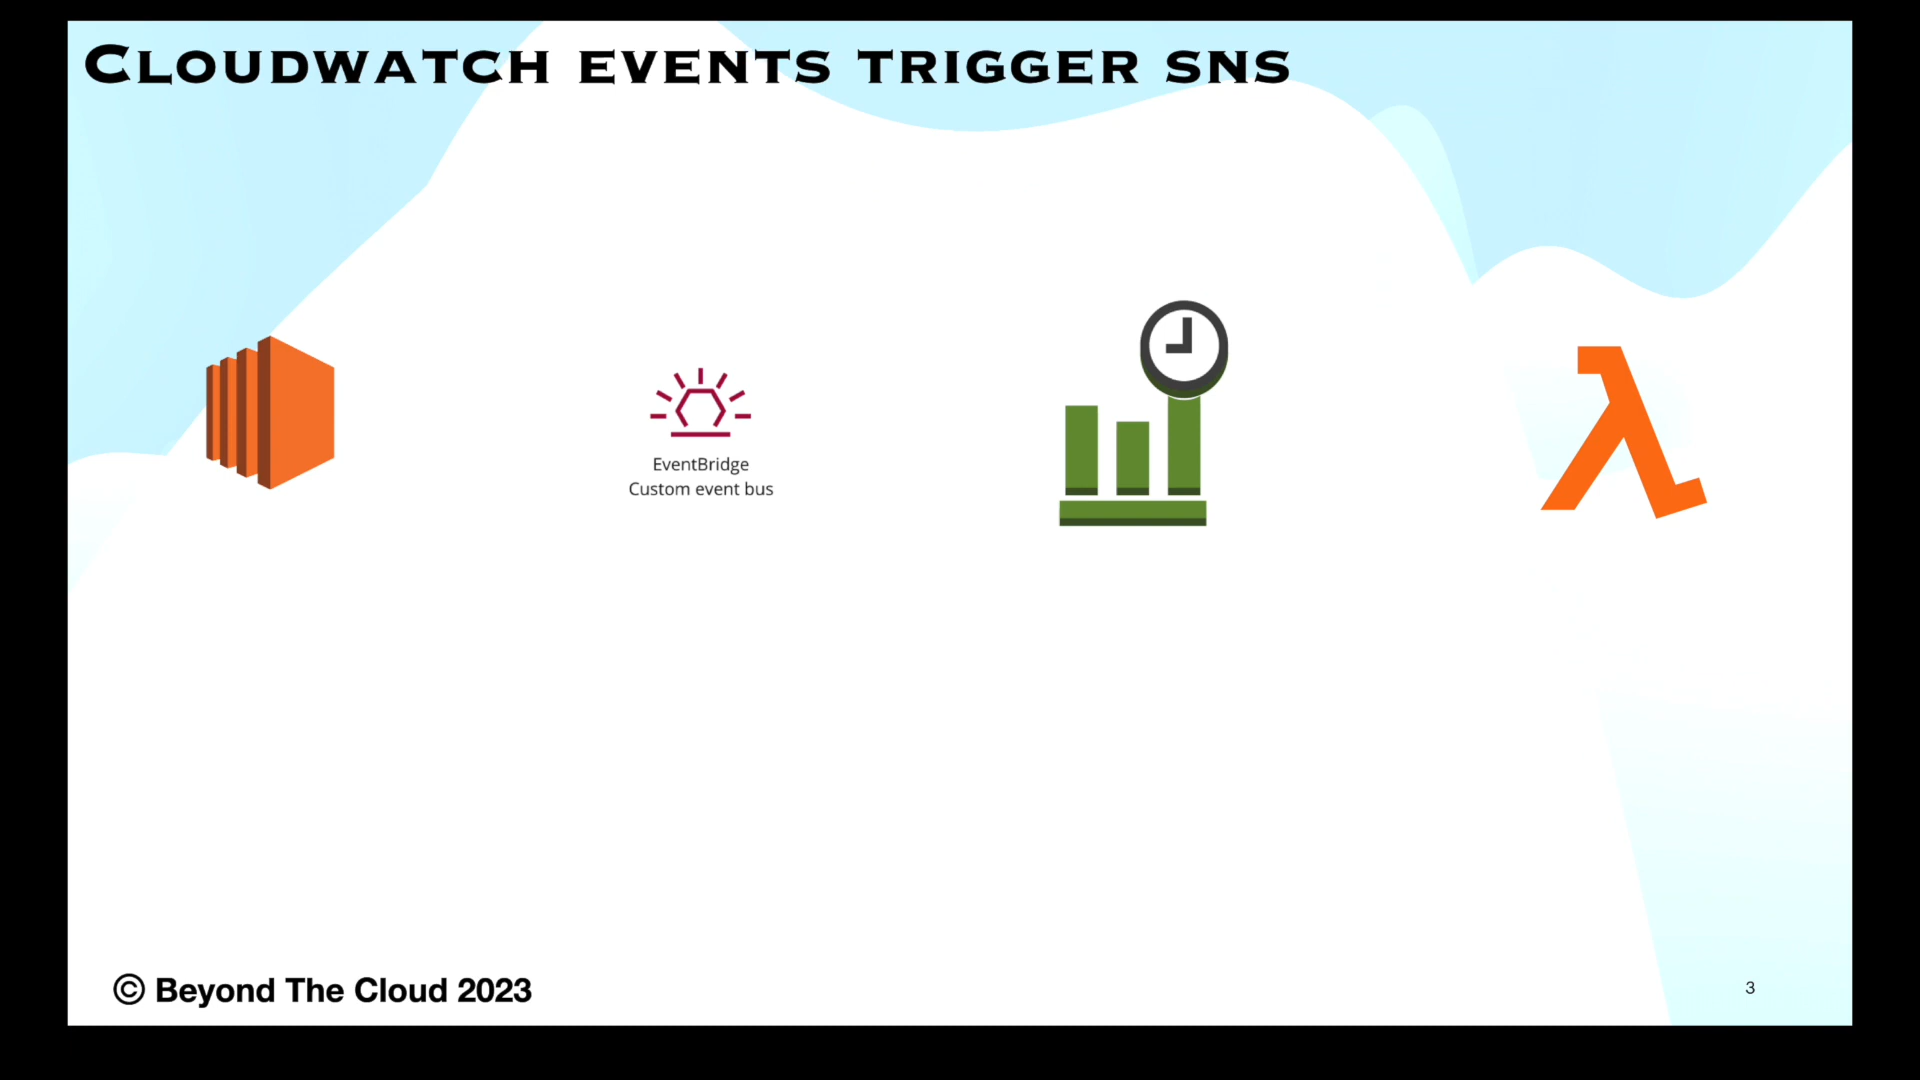 Cloudwatch events trigger sns
EventBridge
Custom event bus
© Beyond The Cloud 2023
3